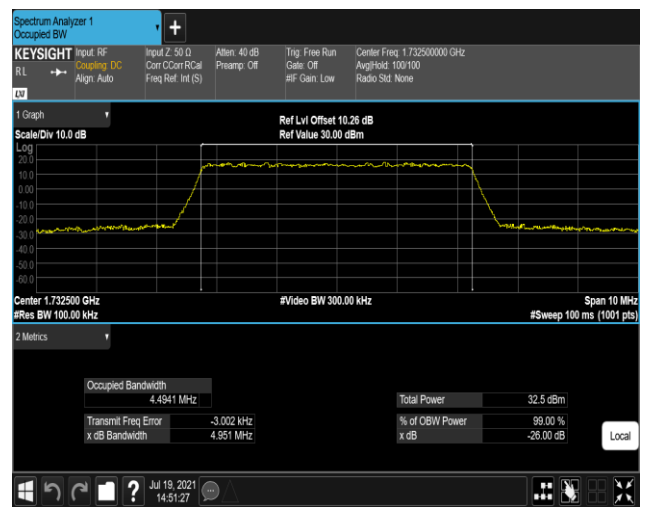 Spectrum Analyzer 1
Occupied BW
+
KEYSIGHT
R L
LXI
Input: RF
Coupling: DC
Align: Auto
Input Z: 50 Ω
Corr CCorr RCal
Freq Ref: Int (S)
Atten: 40 dB
Preamp: Off
Trig: Free Run
Gate: Off
#IF Gain: Low
Center Freq: 1.732500000 GHz
Avg|Hold: 100/100
Radio Std: None
1 Graph
Scale/Div 10.0 dB
Ref Lvl Offset 10.26 dB
Ref Value 30.00 dBm
Log
20.0
10.0
0.00
-10.0
-20.0
-30.0
-40.0
-50.0
-60.0
Center 1.732500 GHz
#Res BW 100.00 kHz
#Video BW 300.00 kHz
Span 10 MHz
#Sweep 100 ms (1001 pts)
2 Metrics
Occupied Bandwidth
4.4941 MHz
Total Power 32.5 dBm
Transmit Freq Error -3.002 kHz
% of OBW Power 99.00 %
x dB Bandwidth 4.951 MHz
x dB -26.00 dB
Local
?
Jul 19, 2021
14:51:27